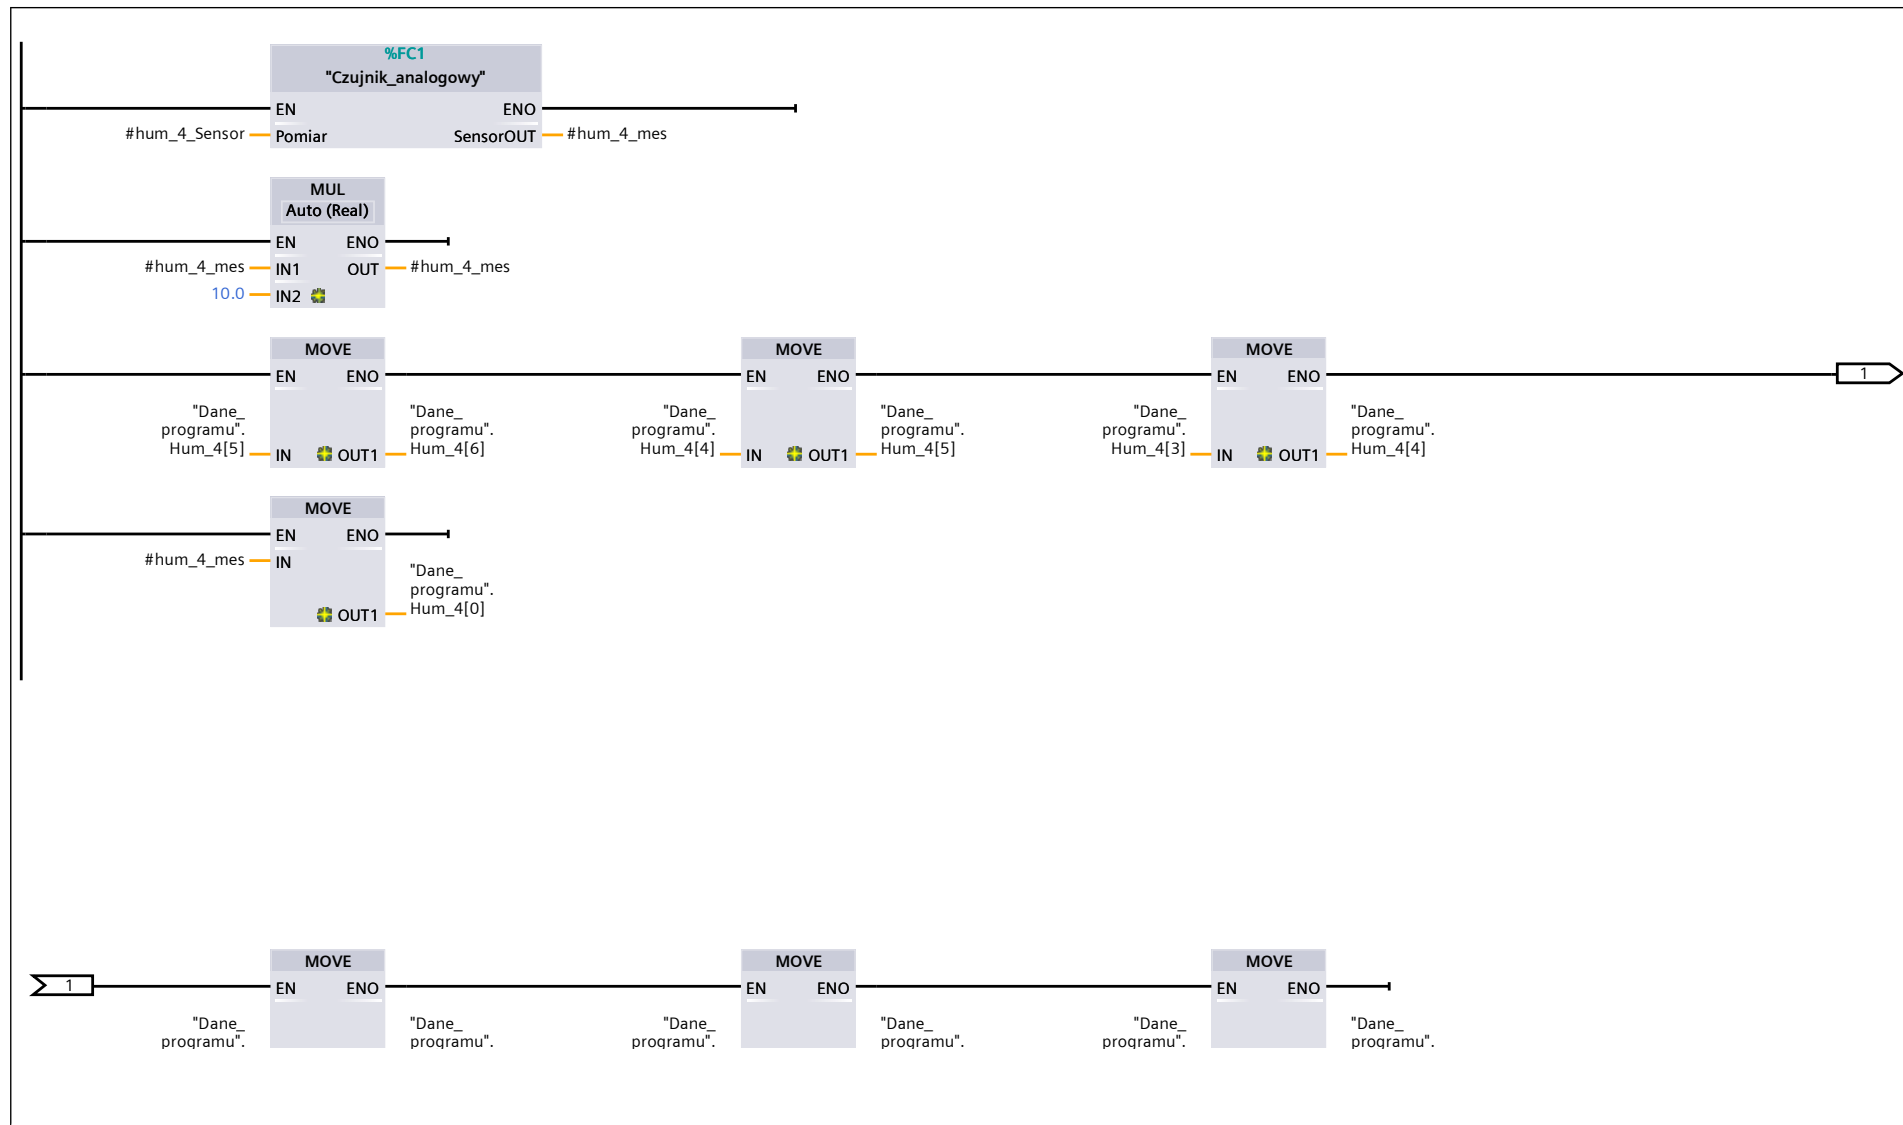 %FC1
"Czujnik_analogowy"
EN ENO
#hum_4_Sensor Pomiar SensorOUT #hum_4_mes
MUL
Auto (Real)
EN ENO
#hum_4_mes IN1 OUT #hum_4_mes
10.0 IN2
MOVE MOVE MOVE
EN ENO EN ENO EN ENO 1
"Dane_ "Dane_ "Dane_ "Dane_ "Dane_ "Dane_
programu". programu". programu". programu". programu". programu".
Hum_4[5] IN OUT1 Hum_4[6] Hum_4[4] IN OUT1 Hum_4[5] Hum_4[3] IN OUT1 Hum_4[4]
MOVE
EN ENO
#hum_4_mes IN
"Dane_
programu".
OUT1 Hum_4[0]
MOVE MOVE MOVE
1 EN ENO EN ENO EN ENO
"Dane_ "Dane_ "Dane_ "Dane_ "Dane_ "Dane_
programu". programu". programu". programu". programu". programu".